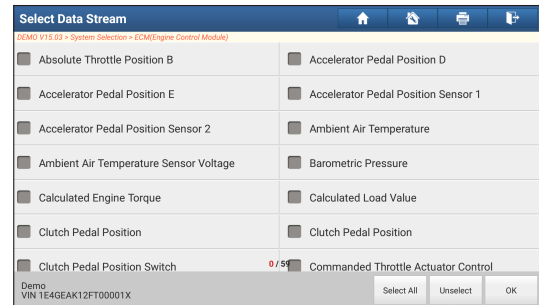 Select Data Stream
DEMO V15.03 > System Selection > ECM(Engine Control Module)
Absolute Throttle Position B
Accelerator Pedal Position D
Accelerator Pedal Position E
Accelerator Pedal Position Sensor 1
Accelerator Pedal Position Sensor 2
Ambient Air Temperature
Ambient Air Temperature Sensor Voltage
Barometric Pressure
Calculated Engine Torque
Calculated Load Value
Clutch Pedal Position
Clutch Pedal Position
Clutch Pedal Position Switch
0 / 59
Commanded Throttle Actuator Control
Demo
VIN 1E4GEAK12FT00001X
Select All
Unselect
OK